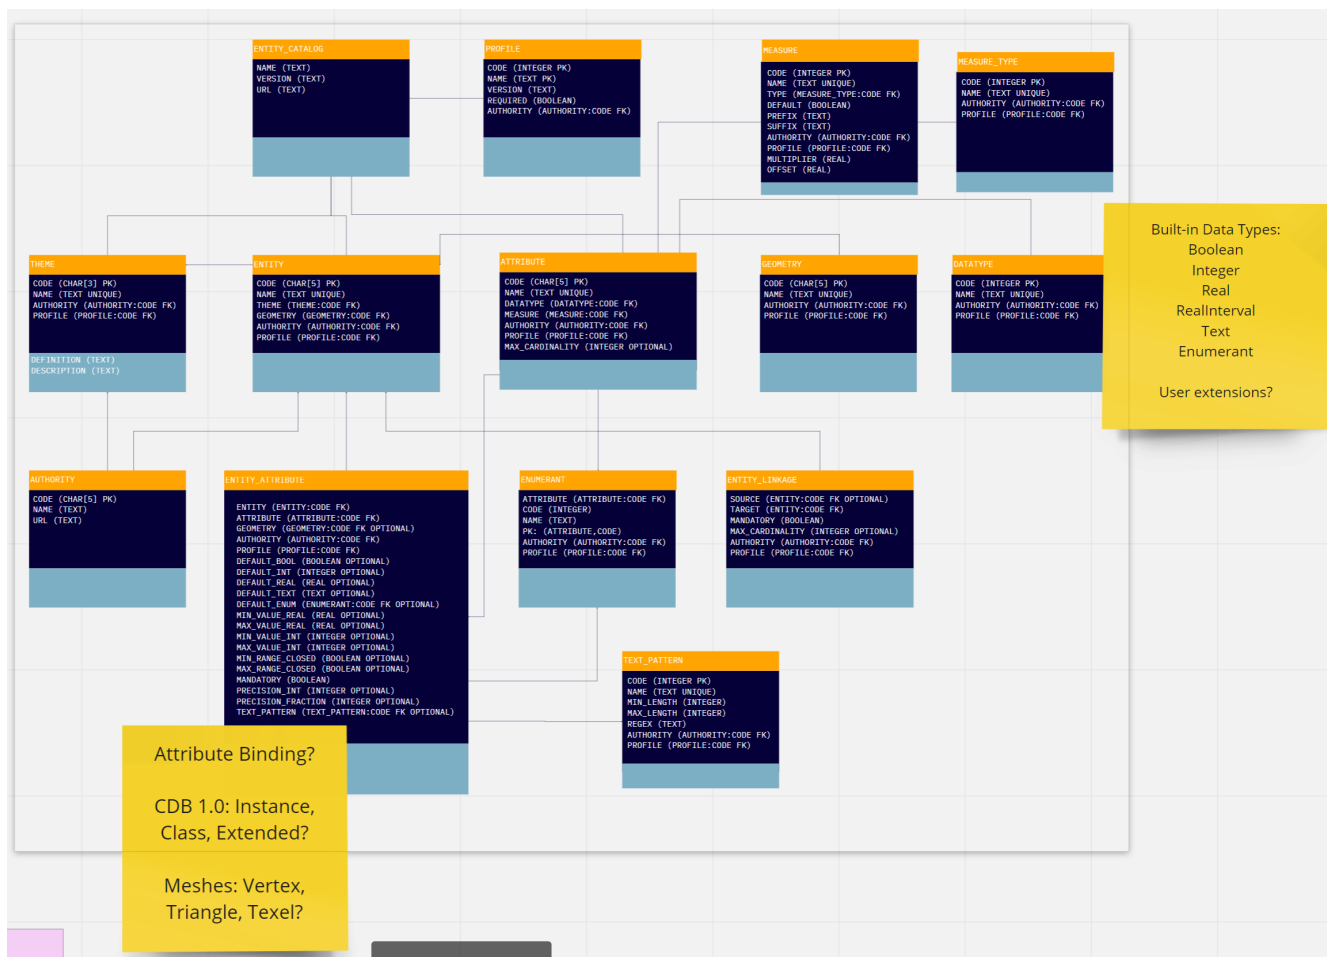 ENTITY_CATALOG
NAME (TEXT)
VERSION (TEXT)
URL (TEXT)
PROFILE
CODE (INTEGER PK)
NAME (TEXT PK)
VERSION (TEXT)
REQUIRED (BOOLEAN)
AUTHORITY (AUTHORITY:CODE FK)
MEASURE
CODE (INTEGER PK)
NAME (TEXT UNIQUE)
TYPE (MEASURE_TYPE:CODE FK)
DEFAULT (BOOLEAN)
PREFIX (TEXT)
SUFFIX (TEXT)
AUTHORITY (AUTHORITY:CODE FK)
PROFILE (PROFILE:CODE FK)
MULTIPLIER (REAL)
OFFSET (REAL)
MEASURE_TYPE
CODE (INTEGER PK)
NAME (TEXT UNIQUE)
AUTHORITY (AUTHORITY:CODE FK)
PROFILE (PROFILE:CODE FK)
THEME
CODE (CHAR[3] PK)
NAME (TEXT UNIQUE)
AUTHORITY (AUTHORITY:CODE FK)
PROFILE (PROFILE:CODE FK)
DEFINITION (TEXT)
DESCRIPTION (TEXT)
ENTITY
CODE (CHAR[5] PK)
NAME (TEXT UNIQUE)
THEME (THEME:CODE FK)
GEOMETRY (GEOMETRY:CODE FK)
AUTHORITY (AUTHORITY:CODE FK)
PROFILE (PROFILE:CODE FK)
ATTRIBUTE
CODE (CHAR[5] PK)
NAME (TEXT UNIQUE)
DATATYPE (DATATYPE:CODE FK)
MEASURE (MEASURE:CODE FK)
AUTHORITY (AUTHORITY:CODE FK)
PROFILE (PROFILE:CODE FK)
MAX_CARDINALITY (INTEGER OPTIONAL)
GEOMETRY
CODE (CHAR[5] PK)
NAME (TEXT UNIQUE)
AUTHORITY (AUTHORITY:CODE FK)
PROFILE (PROFILE:CODE FK)
DATATYPE
CODE (INTEGER PK)
NAME (TEXT UNIQUE)
AUTHORITY (AUTHORITY:CODE FK)
PROFILE (PROFILE:CODE FK)
Built-in Data Types:
Boolean
Integer
Real
RealInterval
Text
Enumerant
User extensions?
AUTHORITY
CODE (CHAR[5] PK)
NAME (TEXT)
URL (TEXT)
ENTITY_ATTRIBUTE
ENTITY (ENTITY:CODE FK)
ATTRIBUTE (ATTRIBUTE:CODE FK)
GEOMETRY (GEOMETRY:CODE FK OPTIONAL)
AUTHORITY (AUTHORITY:CODE FK)
PROFILE (PROFILE:CODE FK)
DEFAULT_BOOL (BOOLEAN OPTIONAL)
DEFAULT_INT (INTEGER OPTIONAL)
DEFAULT_REAL (REAL OPTIONAL)
DEFAULT_TEXT (TEXT OPTIONAL)
DEFAULT_ENUM (ENUMERANT:CODE FK OPTIONAL)
MIN_VALUE_REAL (REAL OPTIONAL)
MAX_VALUE_REAL (REAL OPTIONAL)
MIN_VALUE_INT (INTEGER OPTIONAL)
MAX_VALUE_INT (INTEGER OPTIONAL)
MIN_RANGE_CLOSED (BOOLEAN OPTIONAL)
MAX_RANGE_CLOSED (BOOLEAN OPTIONAL)
MANDATORY (BOOLEAN)
PRECISION_INT (INTEGER OPTIONAL)
PRECISION_FRACTION (INTEGER OPTIONAL)
TEXT_PATTERN (TEXT_PATTERN:CODE FK OPTIONAL)
ENUMERANT
ATTRIBUTE (ATTRIBUTE:CODE FK)
CODE (INTEGER)
NAME (TEXT)
PK: (ATTRIBUTE,CODE)
AUTHORITY (AUTHORITY:CODE FK)
PROFILE (PROFILE:CODE FK)
ENTITY_LINKAGE
SOURCE (ENTITY:CODE FK OPTIONAL)
TARGET (ENTITY:CODE FK)
MANDATORY (BOOLEAN)
MAX_CARDINALITY (INTEGER OPTIONAL)
AUTHORITY (AUTHORITY:CODE FK)
PROFILE (PROFILE:CODE FK)
TEXT_PATTERN
CODE (INTEGER PK)
NAME (TEXT UNIQUE)
MIN_LENGTH (INTEGER)
MAX_LENGTH (INTEGER)
REGEX (TEXT)
AUTHORITY (AUTHORITY:CODE FK)
PROFILE (PROFILE:CODE FK)
Attribute Binding?
CDB 1.0: Instance,
Class, Extended?
Meshes: Vertex,
Triangle, Texel?